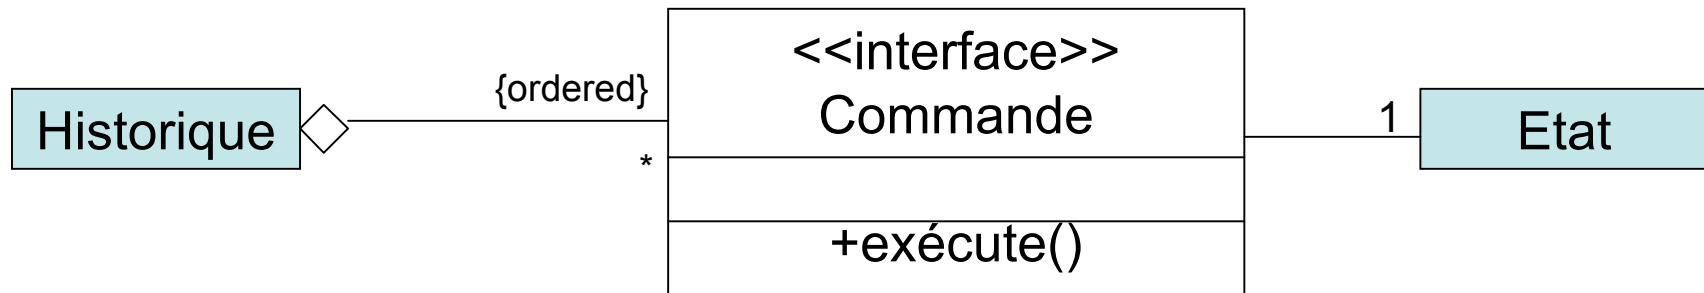 Historique
{ordered}
*
<<interface>>
Commande
+exécute()
1
Etat